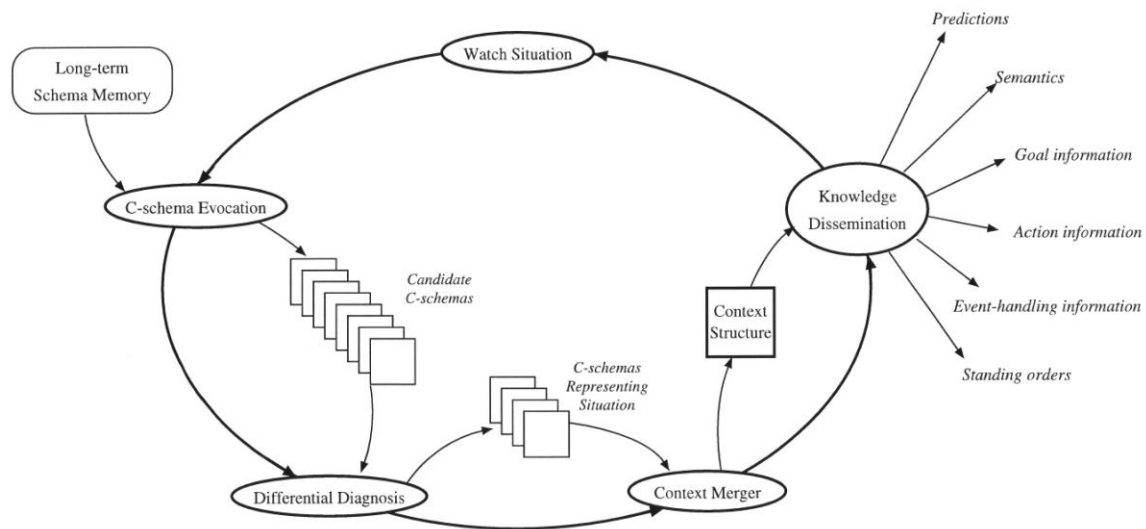 Predictions
Watch Situation
Long-term
Schema Memory
Semantics
Goal information
Knowledge
Dissemination
C-schema Evocation
Action information
Candidate
C-schemas
Event-handling information
Context
Structure
C-schemas
Representing
Situation
Standing orders
Differential Diagnosis
Context Merger